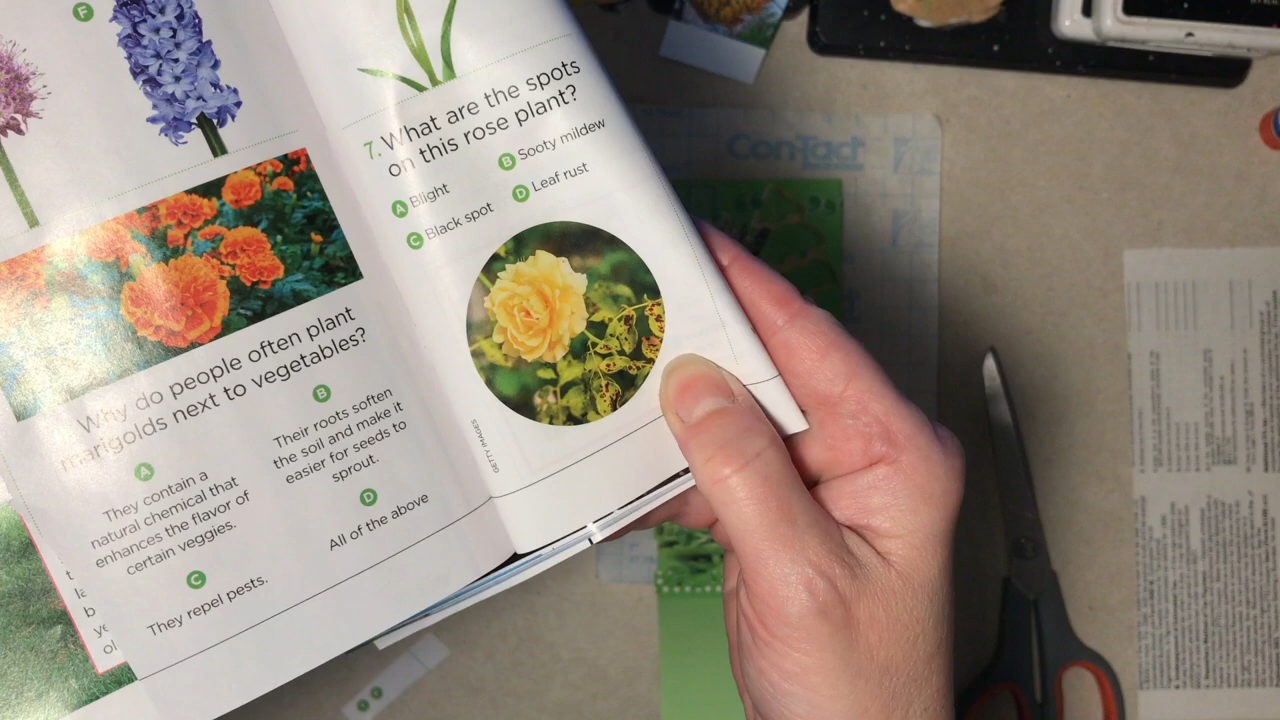 F
Why do people often plant
marigolds next to vegetables?
A
They contain a
natural chemical that
enhances the flavor of
certain veggies.
B
Their roots soften
the soil and make it
easier for seeds to
sprout.
C
They repel pests.
D
All of the above
7. What are the spots
on this rose plant?
A Blight
B Sooty mildew
C Black spot
D Leaf rust
GETTY IMAGES
Con-Tact